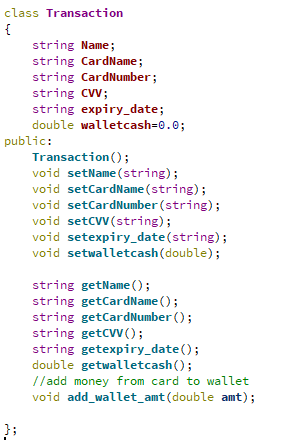 class Transaction
{
string Name;
string CardName;
string CardNumber;
string CVV;
string expiry_date;
double walletcash=0.0;
public:
Transaction();
void setName(string);
void setCardName(string);
void setCardNumber(string);
void setCVV(string);
void setexpiry_date(string);
void setwalletcash(double);
string getName();
string getCardName();
string getCardNumber();
string getCVV();
string getexpiry_date();
double getwalletcash();
//add money from card to wallet
void add_wallet_amt(double amt);
};